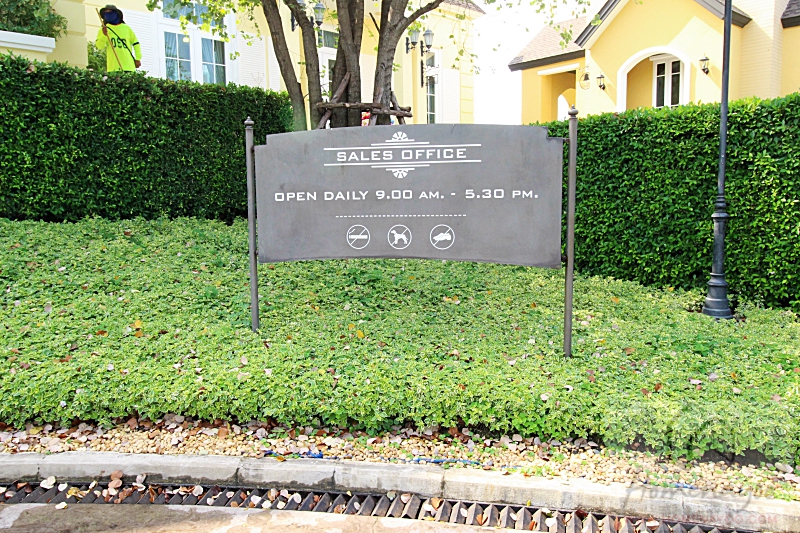 SALES OFFICE
OPEN DAILY 9.00 AM. - 5.30 PM.